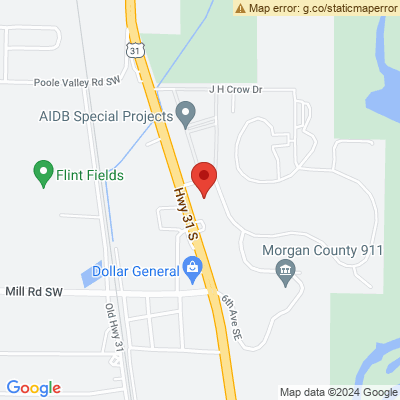 Map error: g.co/staticmaperror
31
Poole Valley Rd SW
J H Crow Dr
AIDB Special Projects
Flint Fields
Hwy 31 S
Morgan County 911
Dollar General
Mill Rd SW
6th Ave SE
Old Hwy 31
Google
Map data ©2024 Google